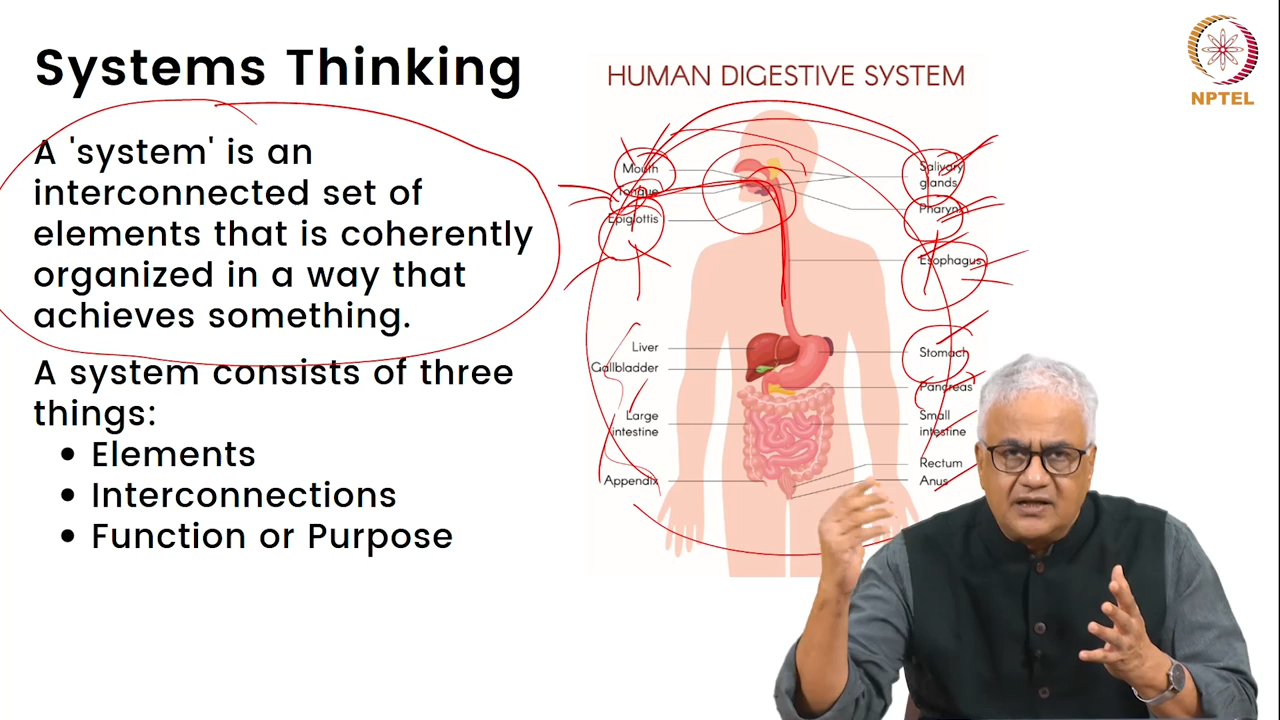 Systems Thinking
A 'system' is an
interconnected set of
elements that is coherently
organized in a way that
achieves something.
A system consists of three
things:
• Elements
• Interconnections
• Function or Purpose
HUMAN DIGESTIVE SYSTEM
Mouth
Tongue
Epiglottis
Liver
Gallbladder
Large
intestine
Appendix
Salivary
glands
Pharynx
Esophagus
Stomach
Pancreas
Small
intestine
Rectum
Anus
NPTEL